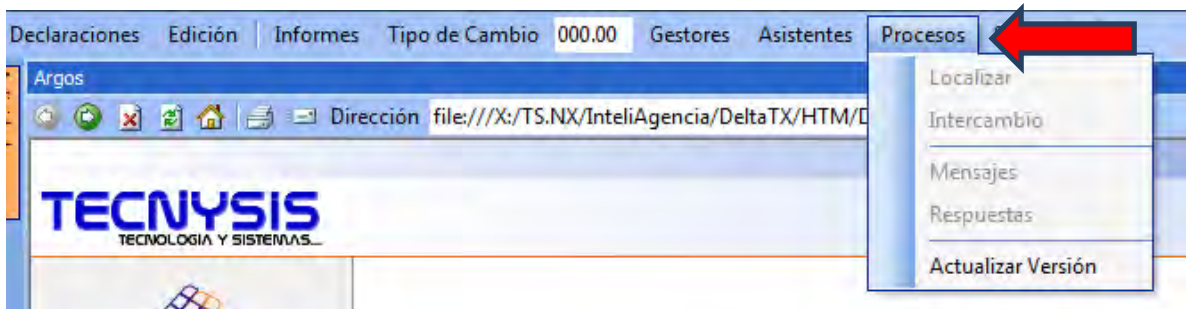 Declaraciones Edición Informes Tipo de Cambio 000.00 Gestores Asistentes Procesos
Argos
Localizar
Dirección file:///X:/TS.NX/InteliAgencia/DeltaTX/HTM/
Intercambio
Mensajes
TECNYSIS
Respuestas
TECNOLOGIA Y SISTEMAS...
Actualizar Versión